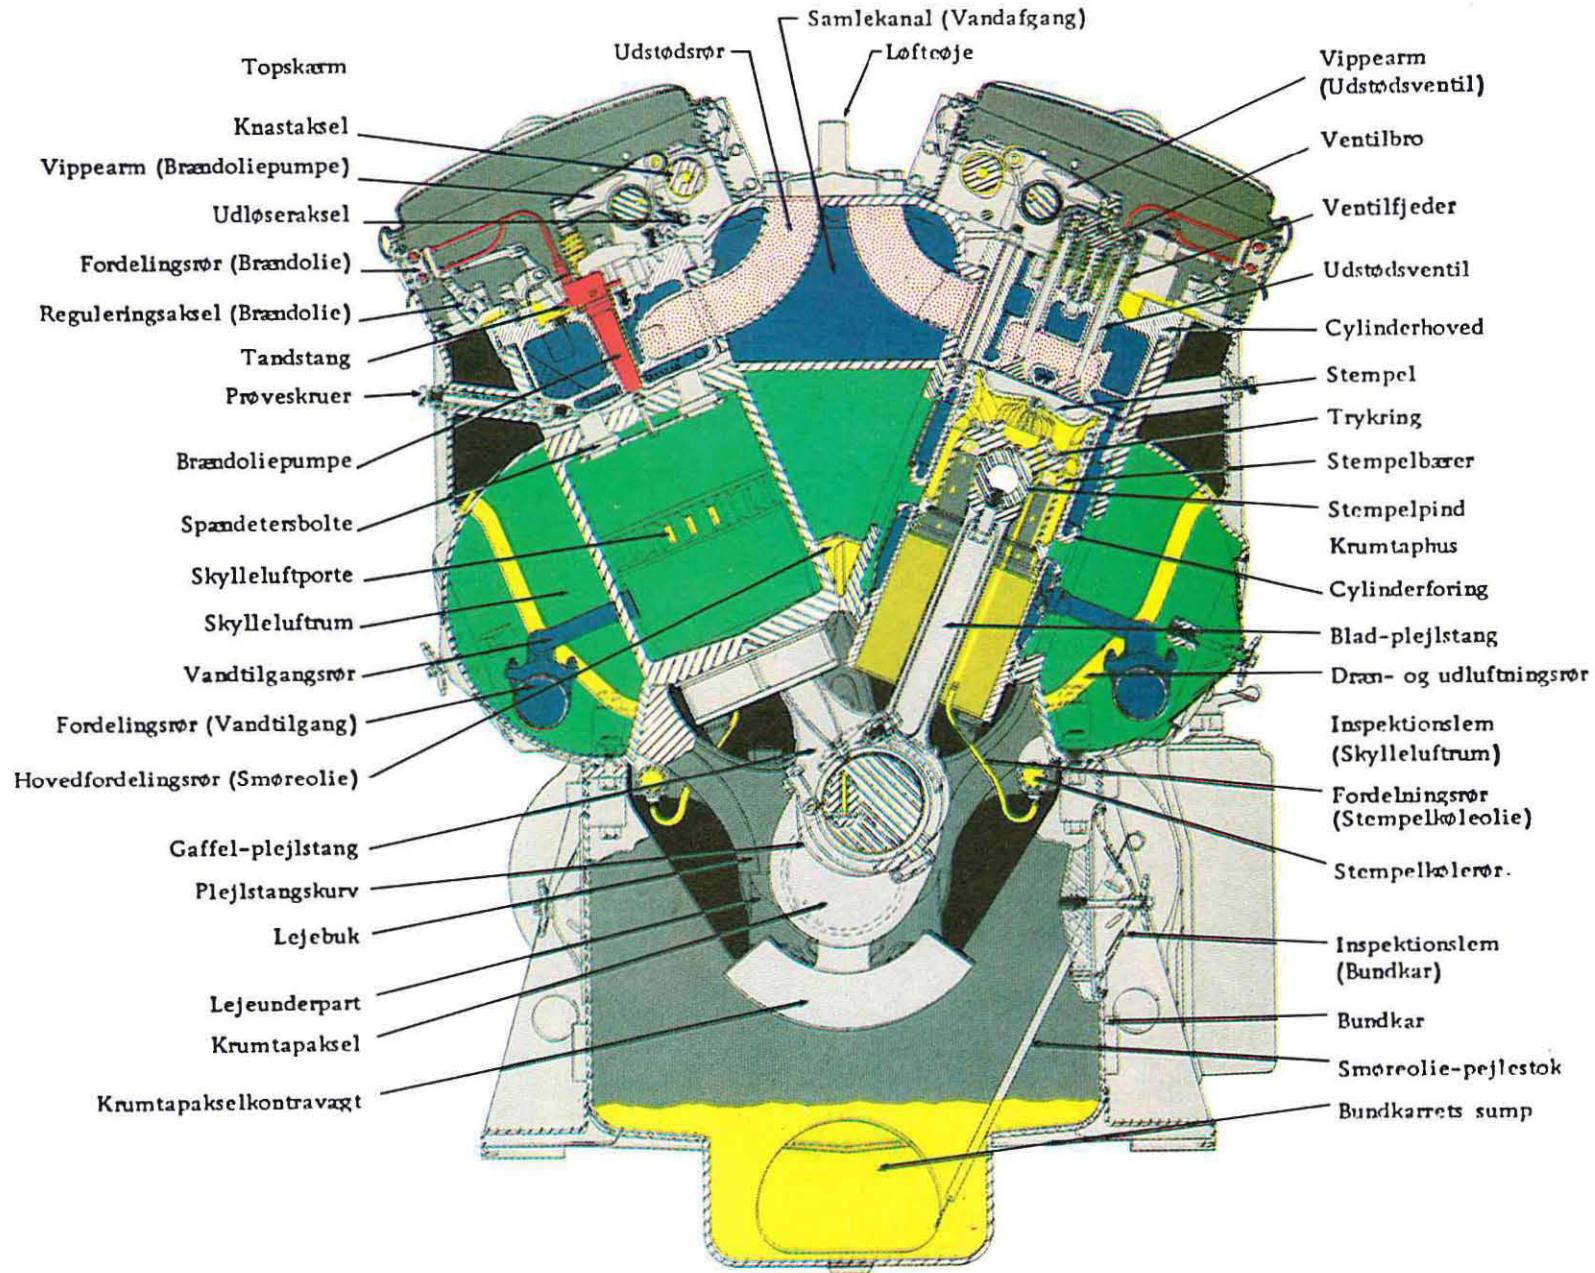 Samlekanal (Vandafgang)
Udstødsrør
Løfteøje
Topskærm
Knastaksel
Vippearm (Brændoliepumpe)
Udløseraksel
Fordelingsrør (Brændolie)
Reguleringsaksel (Brændolie)
Tandstang
Prøveskruer
Brændoliepumpe
Spændetersbolte
Skylleluftporte
Skylleluftrum
Vandtilgangsrør
Fordelingsrør (Vandtilgang)
Hovedfordelingsrør (Smøreolie)
Gaffel-plejlstang
Plejlstangskurv
Lejebuk
Lejeunderpart
Krumtapaksel
Krumtapakselkontravægt
Vippearm
(Udstødsventil)
Ventilbro
Ventilfjeder
Udstødsventil
Cylinderhoved
Stempel
Trykring
Stempelbærer
Stempelpind
Krumtaphus
Cylinderforing
Blad-plejlstang
Dræn- og udluftningsrør
Inspektionslem
(Skylleluftrum)
Fordelningsrør
(Stempelkøleolie)
Stempelkølerør.
Inspektionslem
(Bundkar)
Bundkar
Smøreolie-pejlestok
Bundkarrets sump